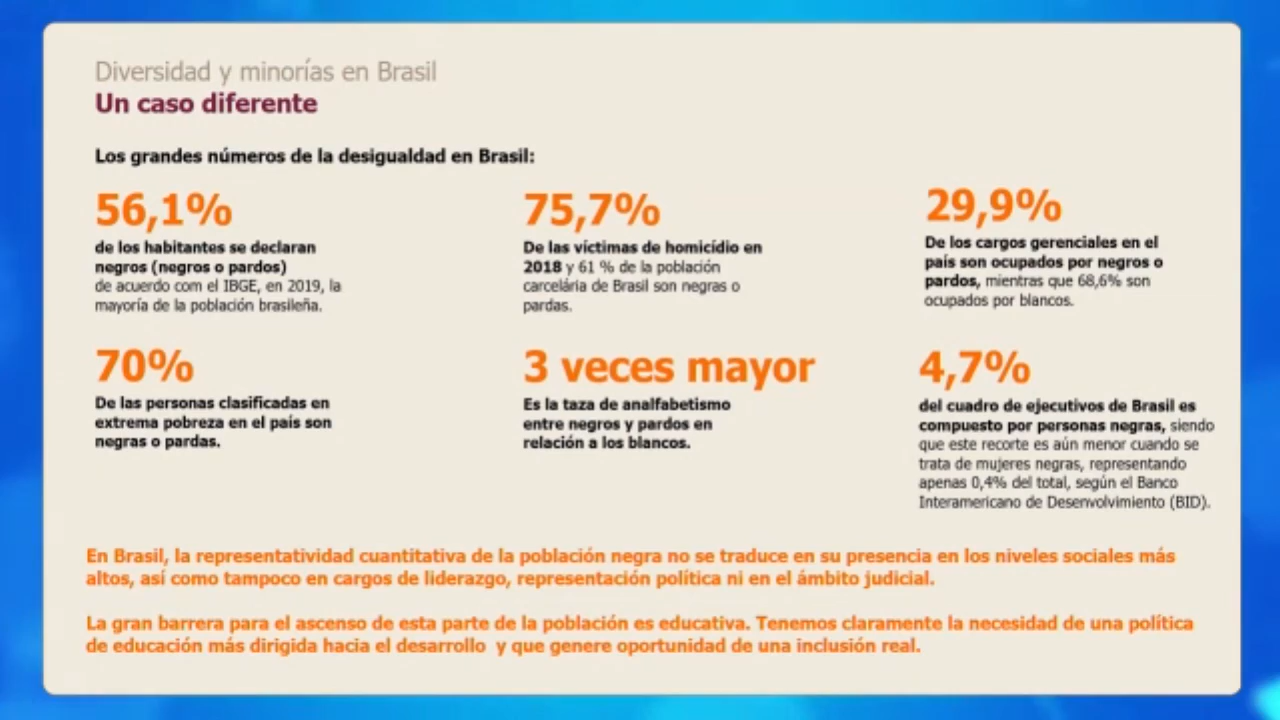 Diversidad y minorías en Brasil
Un caso diferente
Los grandes números de la desigualdad en Brasil:
56,1%
de los habitantes se declaran
negros (negros o pardos)
de acuerdo com el IBGE, en 2019, la
mayoría de la población brasileña.
75,7%
De las víctimas de homicídio en
2018 y 61 % de la población
carcelária de Brasil son negras o
pardas.
29,9%
De los cargos gerenciales en el
país son ocupados por negros o
pardos, mientras que 68,6% son
ocupados por blancos.
70%
De las personas clasificadas en
extrema pobreza en el país son
negras o pardas.
3 veces mayor
Es la taza de analfabetismo
entre negros y pardos en
relación a los blancos.
4,7%
del cuadro de ejecutivos de Brasil es
compuesto por personas negras, siendo
que este recorte es aún menor cuando se
trata de mujeres negras, representando
apenas 0,4% del total, según el Banco
Interamericano de Desenvolvimiento (BID).
En Brasil, la representatividad cuantitativa de la población negra no se traduce en su presencia en los niveles sociales más
altos, así como tampoco en cargos de liderazgo, representación política ni en el ámbito judicial.
La gran barrera para el ascenso de esta parte de la población es educativa. Tenemos claramente la necesidad de una política
de educación más dirigida hacia el desarrollo  y que genere oportunidad de una inclusión real.